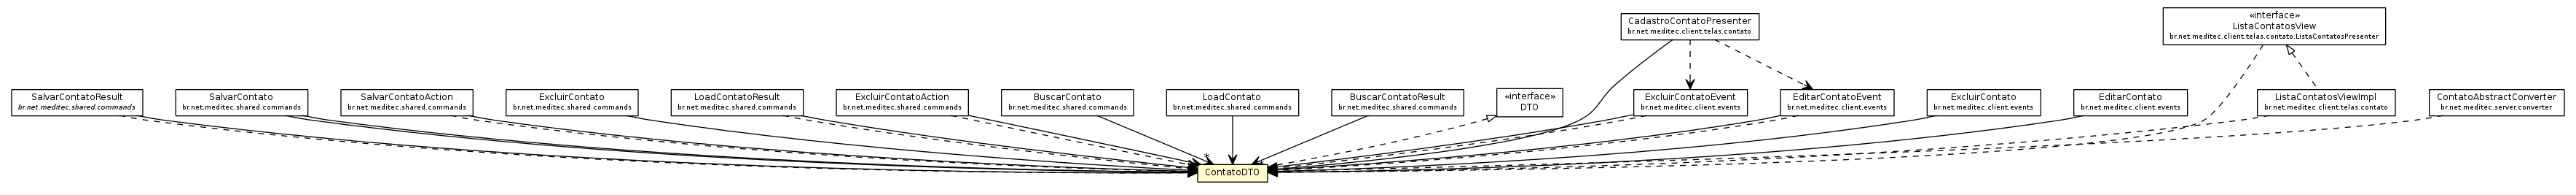 CadastroContatoPresenter
br.net.meditec.client.telas.contato
«interface»
ListaContatosView
br.net.meditec.client.telas.contato.ListaContatosPresenter
SalvarContatoResult
br.net.meditec.shared.commands
SalvarContato
br.net.meditec.shared.commands
SalvarContatoAction
br.net.meditec.shared.commands
ExcluirContato
br.net.meditec.shared.commands
LoadContatoResult
br.net.meditec.shared.commands
ExcluirContatoAction
br.net.meditec.shared.commands
BuscarContato
br.net.meditec.shared.commands
LoadContato
br.net.meditec.shared.commands
BuscarContatoResult
br.net.meditec.shared.commands
«interface»
DTO
ExcluirContatoEvent
br.net.meditec.client.events
EditarContatoEvent
br.net.meditec.client.events
ExcluirContato
br.net.meditec.client.events
EditarContato
br.net.meditec.client.events
ListaContatosViewImpl
br.net.meditec.client.telas.contato
ContatoAbstractConverter
br.net.meditec.server.converter
*
ContatoDTO